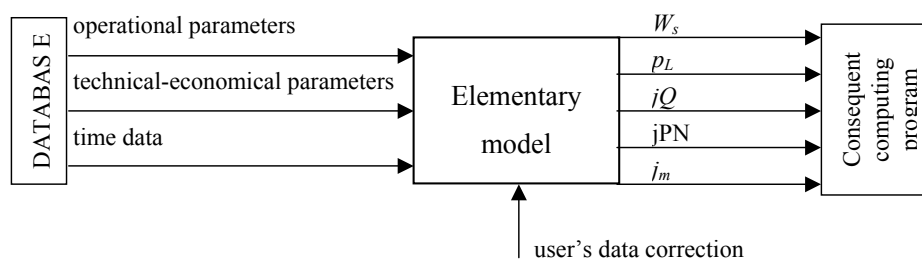 DATABAS E
operational parameters
technical-economical parameters
time data
Elementary
model
W_s
p_L
jQ
jPN
j_m
Consequent
computing
program
user's data correction